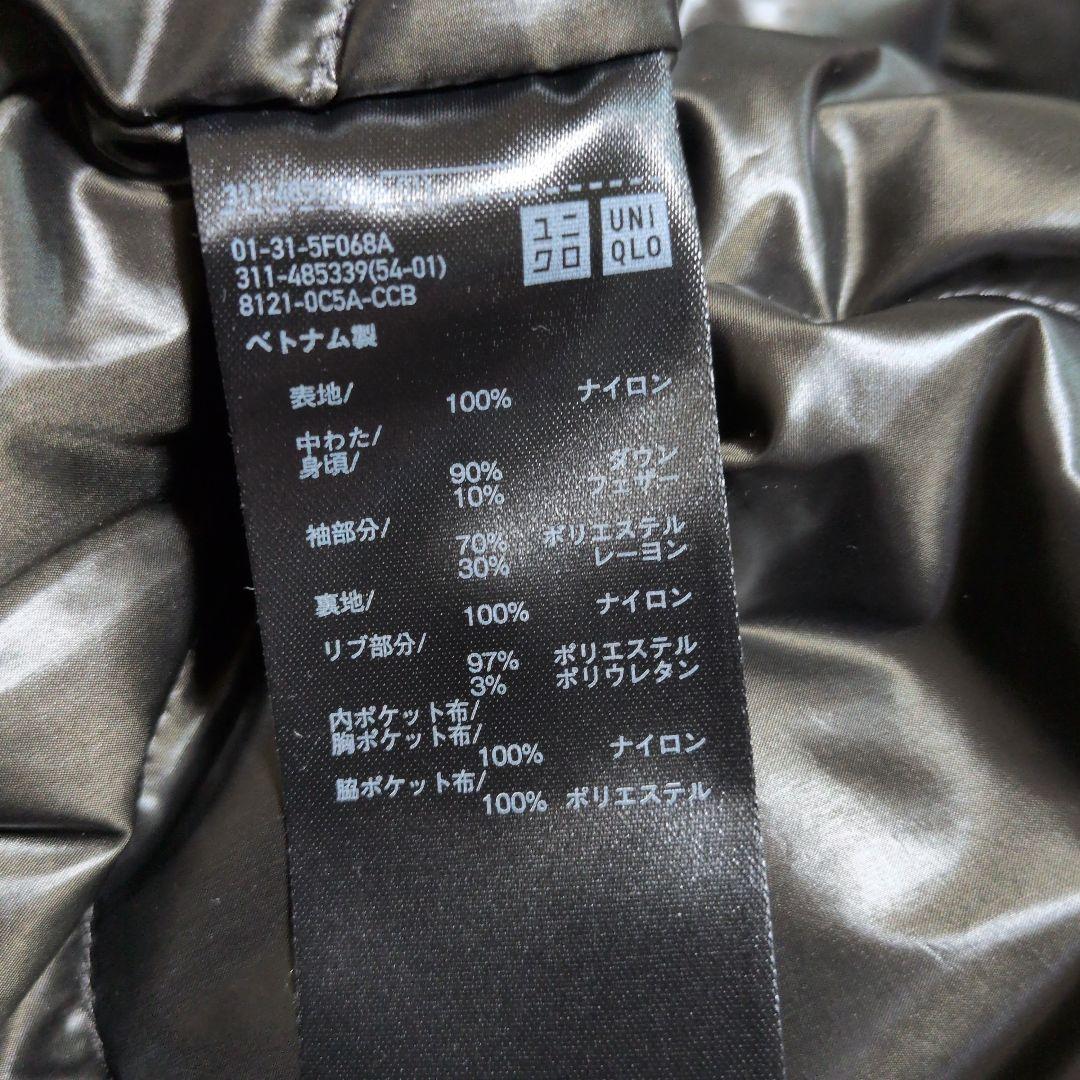 ユニ
クロ
UNI
QLO
01-31-5F068A
311-485339(54-01)
8121-0C5A-CCB
ベトナム製
表地/ 100% ナイロン
中わた/
身頃/ 90% ダウン
10% フェザー
袖部分/ 70% ポリエステル
30% レーヨン
裏地/ 100% ナイロン
リブ部分/ 97% ポリエステル
3% ポリウレタン
内ポケット布/
胸ポケット布/ 100% ナイロン
脇ポケット布/ 100% ポリエステル